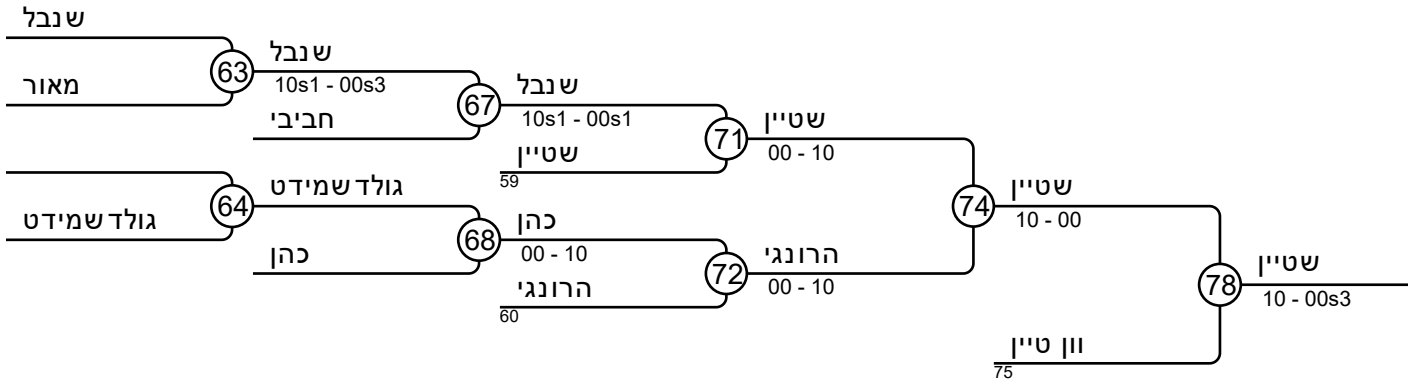 שנבל
63
מאור
שנבל
10s1 - 00s3
67
חביבי
שנבל
10s1 - 00s1
71
שטיין
59
שטיין
00 - 10
64
גולדשמידט
גולדשמידט
68
כהן
כהן
00 - 10
72
הרונגי
60
הרונגי
00 - 10
74
שטיין
10 - 00
78
וון טיין
75
שטיין
10 - 00s3